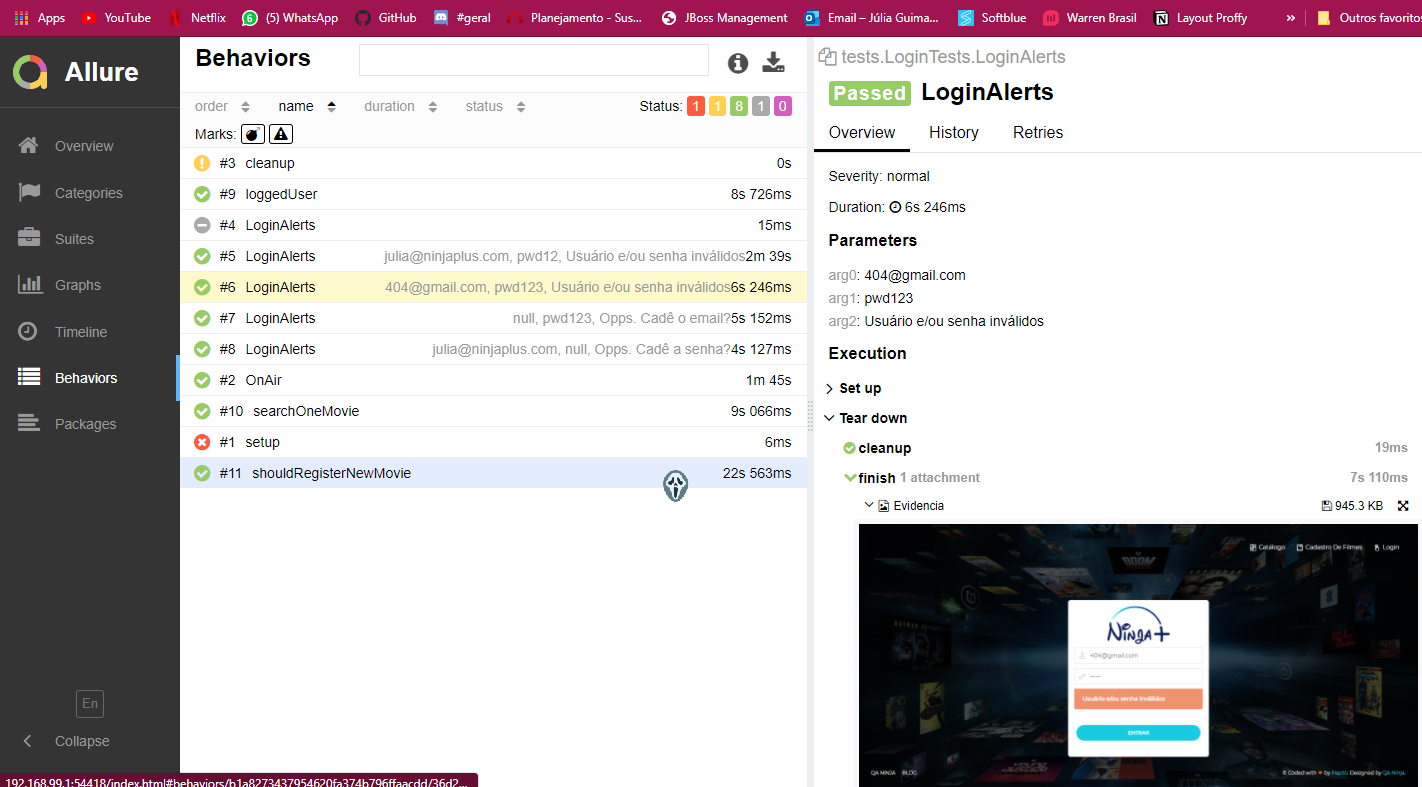 Apps YouTube Netflix (5) WhatsApp GitHub #geral Planejamento - Sus... JBoss Management Email – Júlia Guima... Softblue Warren Brasil Layout Proffy » Outros favoritos
Allure
Overview
Categories
Suites
Graphs
Timeline
Behaviors
Packages
En
Collapse
Behaviors
order name duration status Status: 1 1 8 1 0
Marks:
#3 cleanup 0s
#9 loggedUser 8s 726ms
#4 LoginAlerts 15ms
#5 LoginAlerts julia@ninjaplus.com, pwd12, Usuário e/ou senha inválidos 2m 39s
#6 LoginAlerts 404@gmail.com, pwd123, Usuário e/ou senha inválidos 6s 246ms
#7 LoginAlerts null, pwd123, Opps. Cadê o email? 5s 152ms
#8 LoginAlerts julia@ninjaplus.com, null, Opps. Cadê a senha? 4s 127ms
#2 OnAir 1m 45s
#10 searchOneMovie 9s 066ms
#1 setup 6ms
#11 shouldRegisterNewMovie 22s 563ms
tests.LoginTests.LoginAlerts
Passed LoginAlerts
Overview History Retries
Severity: normal
Duration: 6s 246ms
Parameters
arg0: 404@gmail.com
arg1: pwd123
arg2: Usuário e/ou senha inválidos
Execution
Set up
Tear down
cleanup 19ms
finish 1 attachment 7s 110ms
Evidencia 945.3 KB
Catálogo Cadastro De Filmes Login
DOOM
Ninja+
404@gmail.com
Usuário e/ou senha inválidos
ENTRAR
QA NINJA BLOG
© Coded with ♥ by Papito. Designed by QA Ninja.
192.168.99.1:54418/index.html#behaviors/b1a8273437954620fa374b796ffaacdd/36d2...